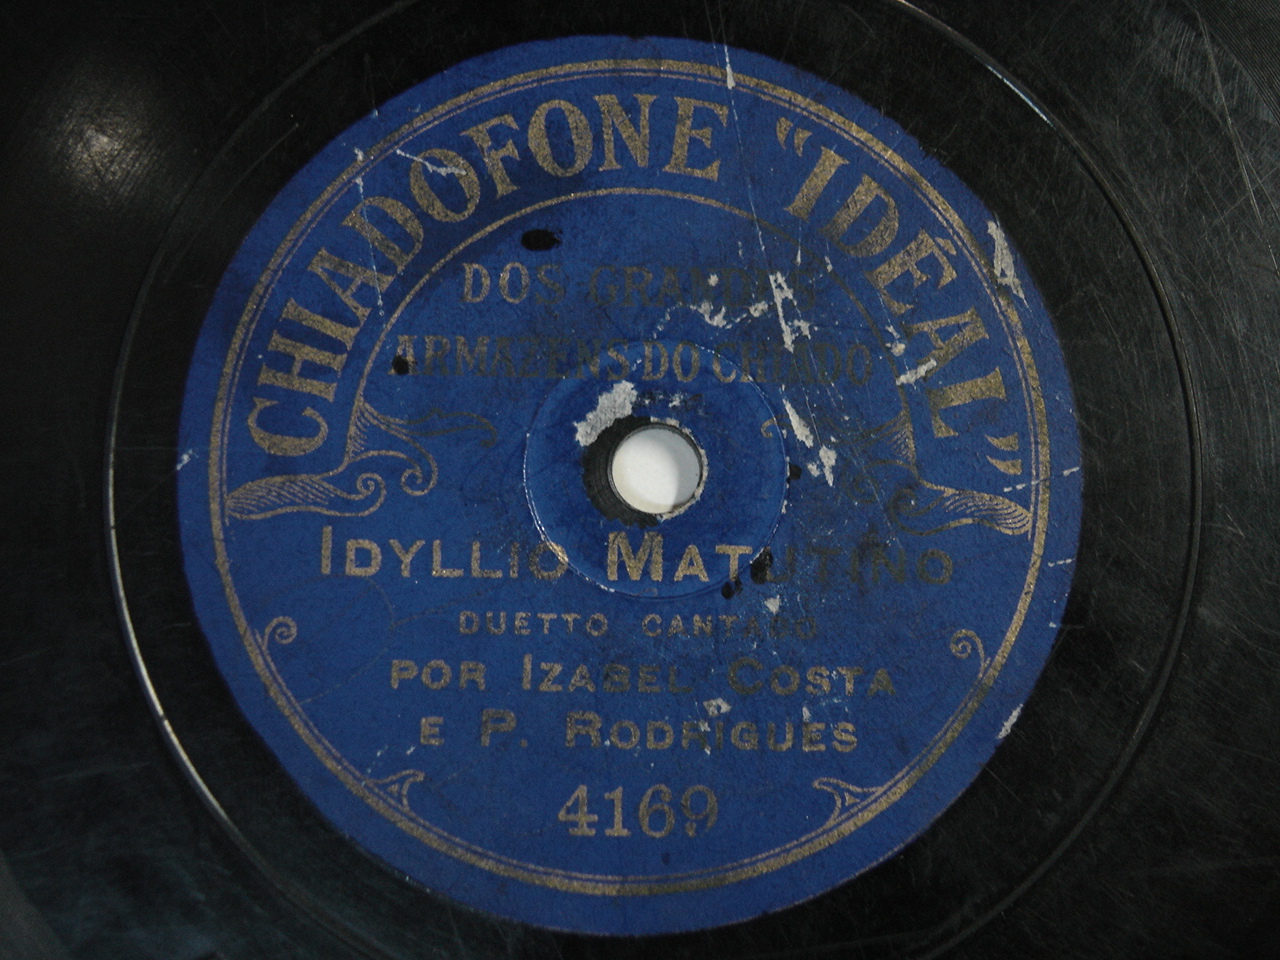 CHIADOFONE "IDÉAL"
DOS GRANDES
ARMAZENS DO CHIADO
IDYLLIO MATUTINO
DUETTO CANTADO
POR IZABEL COSTA
E P. RODRIGUES
4169